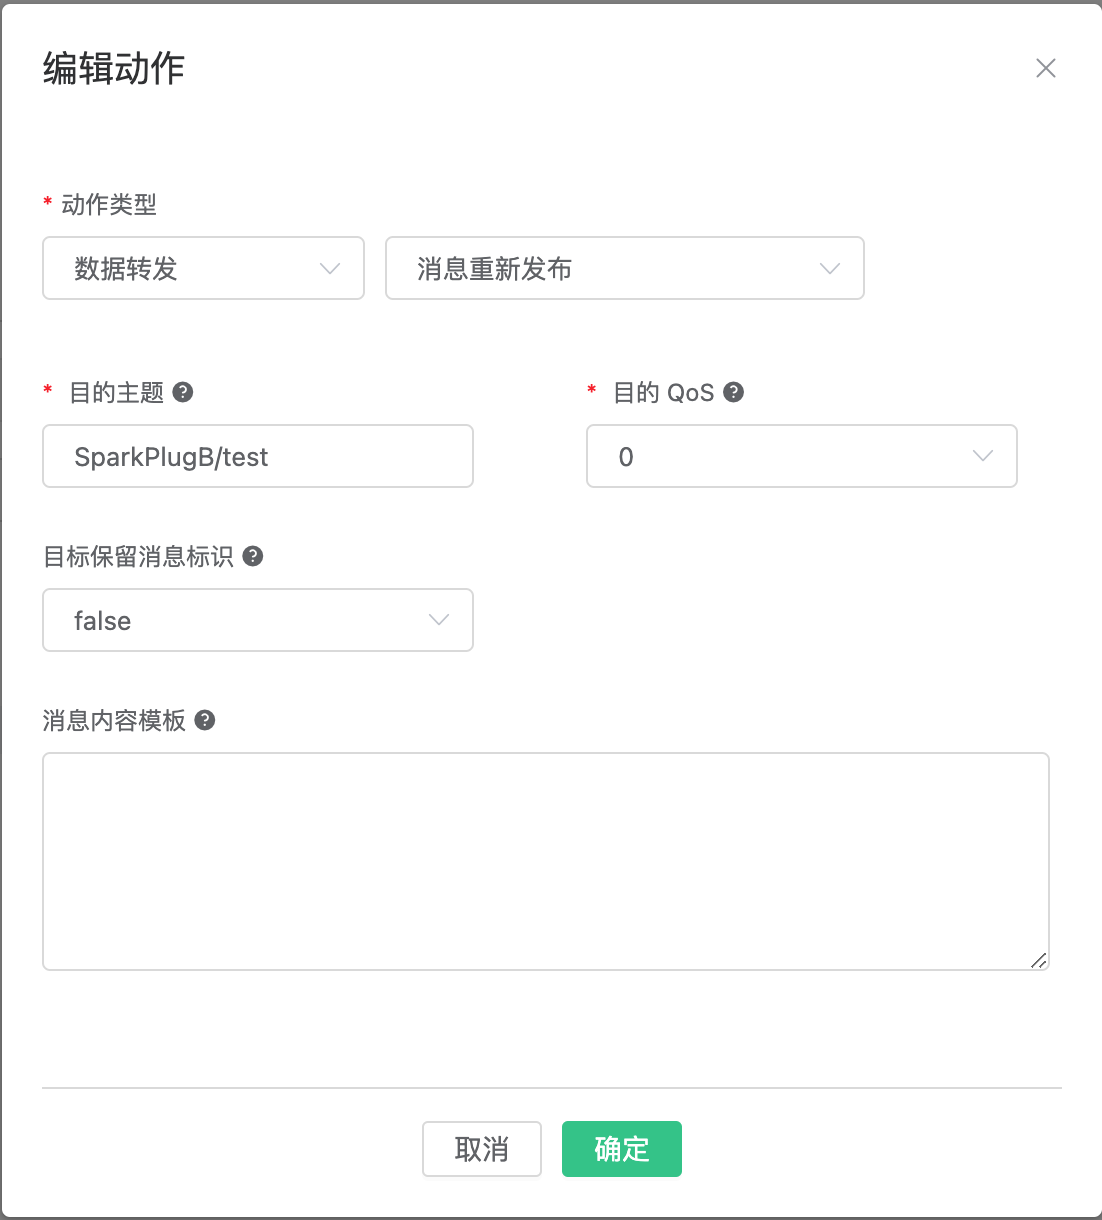 编辑动作
* 动作类型
数据转发 消息重新发布
* 目的主题 ? * 目的 QoS ?
SparkPlugB/test 0
目标保留消息标识 ?
false
消息内容模板 ?
取消 确定